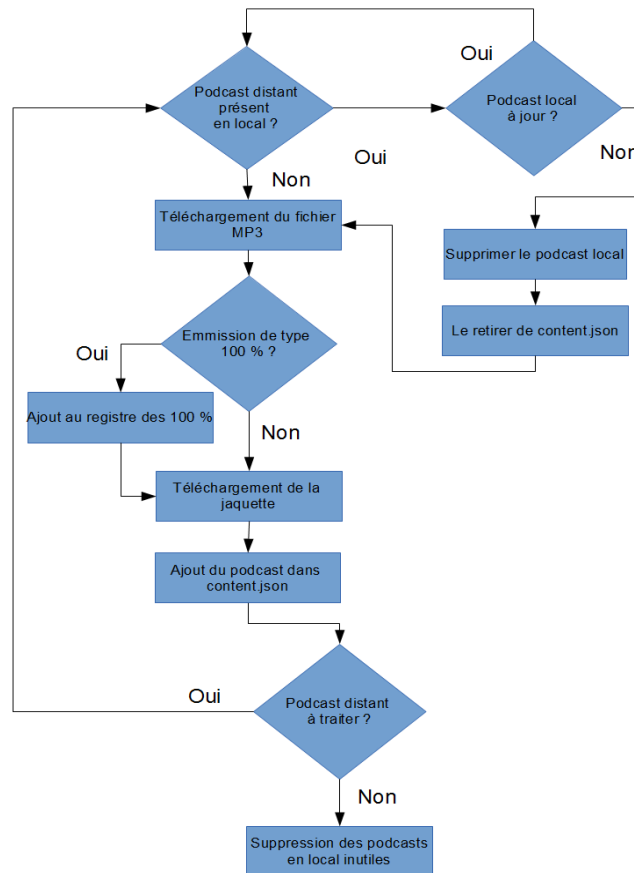 Oui
Podcast distant
présent
en local ?
Podcast local
à jour ?
Oui
Non
Non
Téléchargement du fichier
MP3
Supprimer le podcast local
Le retirer de content.json
Emmission de type
100 % ?
Oui
Ajout au registre des 100 %
Non
Téléchargement de la
jaquette
Ajout du podcast dans
content.json
Oui
Podcast distant
à traiter ?
Non
Suppression des podcasts
en local inutiles